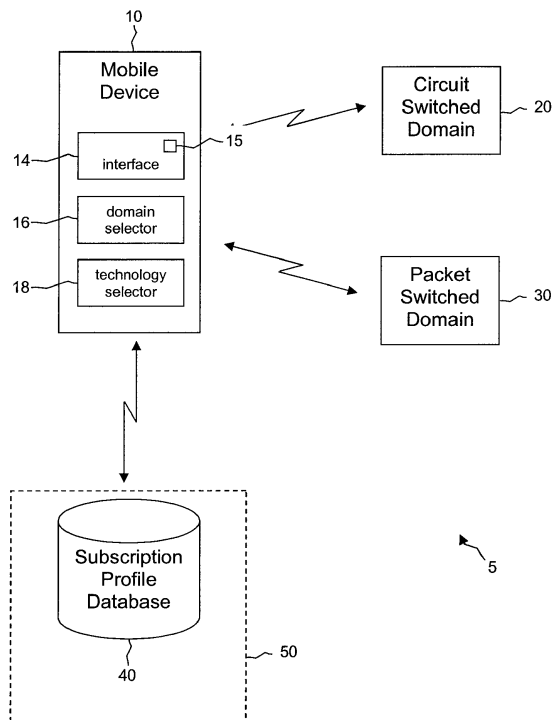 10
Mobile
Device
Circuit
Switched
Domain
20
15
14
interface
16
domain
selector
18
technology
selector
Packet
Switched
Domain
30
Subscription
Profile
Database
5
50
40